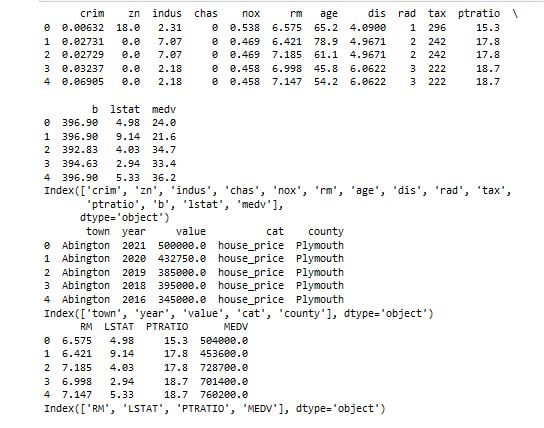 crim zn indus chas nox rm age dis rad tax ptratio \
0 0.00632 18.0 2.31 0 0.538 6.575 65.2 4.0900 1 296 15.3
1 0.02731 0.0 7.07 0 0.469 6.421 78.9 4.9671 2 242 17.8
2 0.02729 0.0 7.07 0 0.469 7.185 61.1 4.9671 2 242 17.8
3 0.03237 0.0 2.18 0 0.458 6.998 45.8 6.0622 3 222 18.7
4 0.06905 0.0 2.18 0 0.458 7.147 54.2 6.0622 3 222 18.7
b lstat medv
0 396.90 4.98 24.0
1 396.90 9.14 21.6
2 392.83 4.03 34.7
3 394.63 2.94 33.4
4 396.90 5.33 36.2
Index(['crim', 'zn', 'indus', 'chas', 'nox', 'rm', 'age', 'dis', 'rad', 'tax',
'ptratio', 'b', 'lstat', 'medv'],
dtype='object')
town year value cat county
0 Abington 2021 500000.0 house_price Plymouth
1 Abington 2020 432750.0 house_price Plymouth
2 Abington 2019 385000.0 house_price Plymouth
3 Abington 2018 395000.0 house_price Plymouth
4 Abington 2016 345000.0 house_price Plymouth
Index(['town', 'year', 'value', 'cat', 'county'], dtype='object')
RM LSTAT PTRATIO MEDV
0 6.575 4.98 15.3 504000.0
1 6.421 9.14 17.8 453600.0
2 7.185 4.03 17.8 728700.0
3 6.998 2.94 18.7 701400.0
4 7.147 5.33 18.7 760200.0
Index(['RM', 'LSTAT', 'PTRATIO', 'MEDV'], dtype='object')